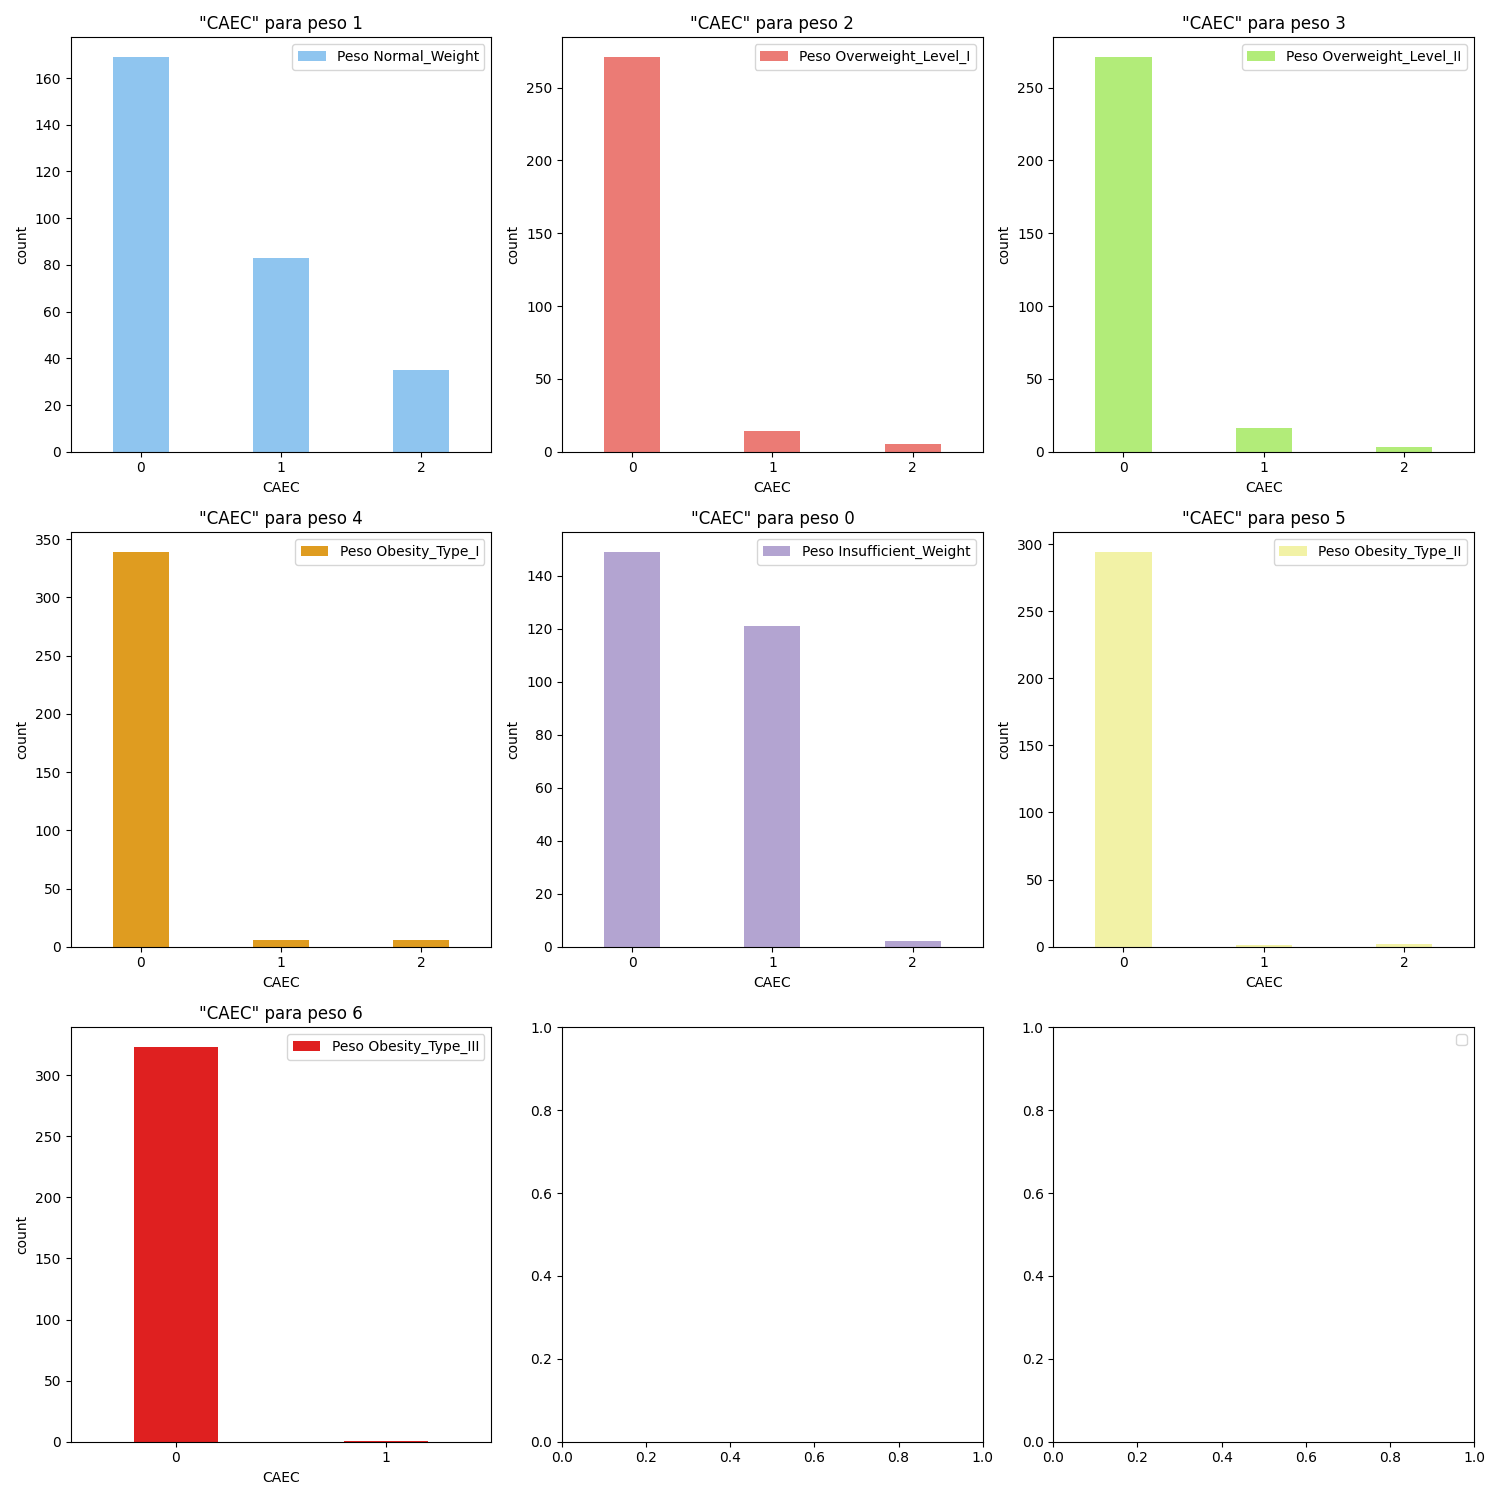 "CAEC" para peso 1
Peso Normal_Weight
160
140
120
100
80
60
40
20
0
count
0 1 2
CAEC
"CAEC" para peso 2
Peso Overweight_Level_I
250
200
150
100
50
0
count
0 1 2
CAEC
"CAEC" para peso 3
Peso Overweight_Level_II
250
200
150
100
50
0
count
0 1 2
CAEC
"CAEC" para peso 4
Peso Obesity_Type_I
350
300
250
200
150
100
50
0
count
0 1 2
CAEC
"CAEC" para peso 0
Peso Insufficient_Weight
140
120
100
80
60
40
20
0
count
0 1 2
CAEC
"CAEC" para peso 5
Peso Obesity_Type_II
300
250
200
150
100
50
0
count
0 1 2
CAEC
"CAEC" para peso 6
Peso Obesity_Type_III
300
250
200
150
100
50
0
count
0 1
CAEC
1.0
0.8
0.6
0.4
0.2
0.0
0.0 0.2 0.4 0.6 0.8 1.0
1.0
0.8
0.6
0.4
0.2
0.0
0.0 0.2 0.4 0.6 0.8 1.0